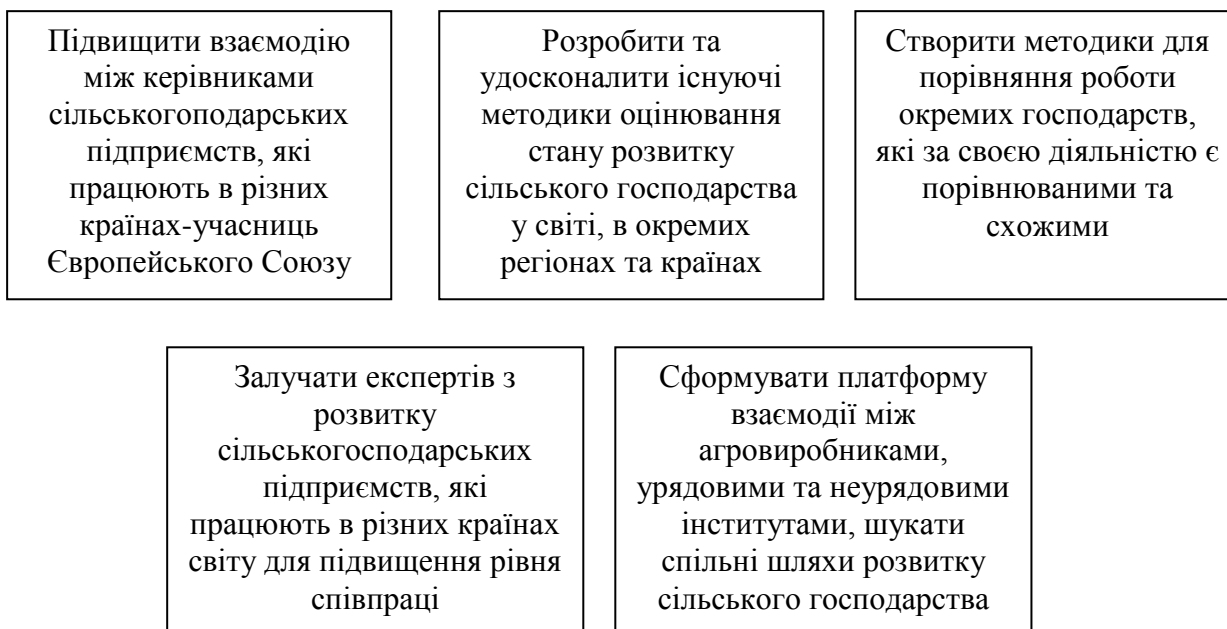 Підвищити взаємодію
між керівниками
сільськогоподарських
підприємств, які
працюють в різних
країнах-учасниць
Європейського Союзу
Розробити та
удосконалити існуючі
методики оцінювання
стану розвитку
сільського господарства
у світі, в окремих
регіонах та країнах
Створити методики для
порівняння роботи
окремих господарств,
які за своєю діяльністю є
порівнюваними та
схожими
Залучати експертів з
розвитку
сільськогосподарських
підприємств, які
працюють в різних країнах
світу для підвищення рівня
співпраці
Сформувати платформу
взаємодії між
агровиробниками,
урядовими та неурядовими
інститутами, шукати
спільні шляхи розвитку
сільського господарства